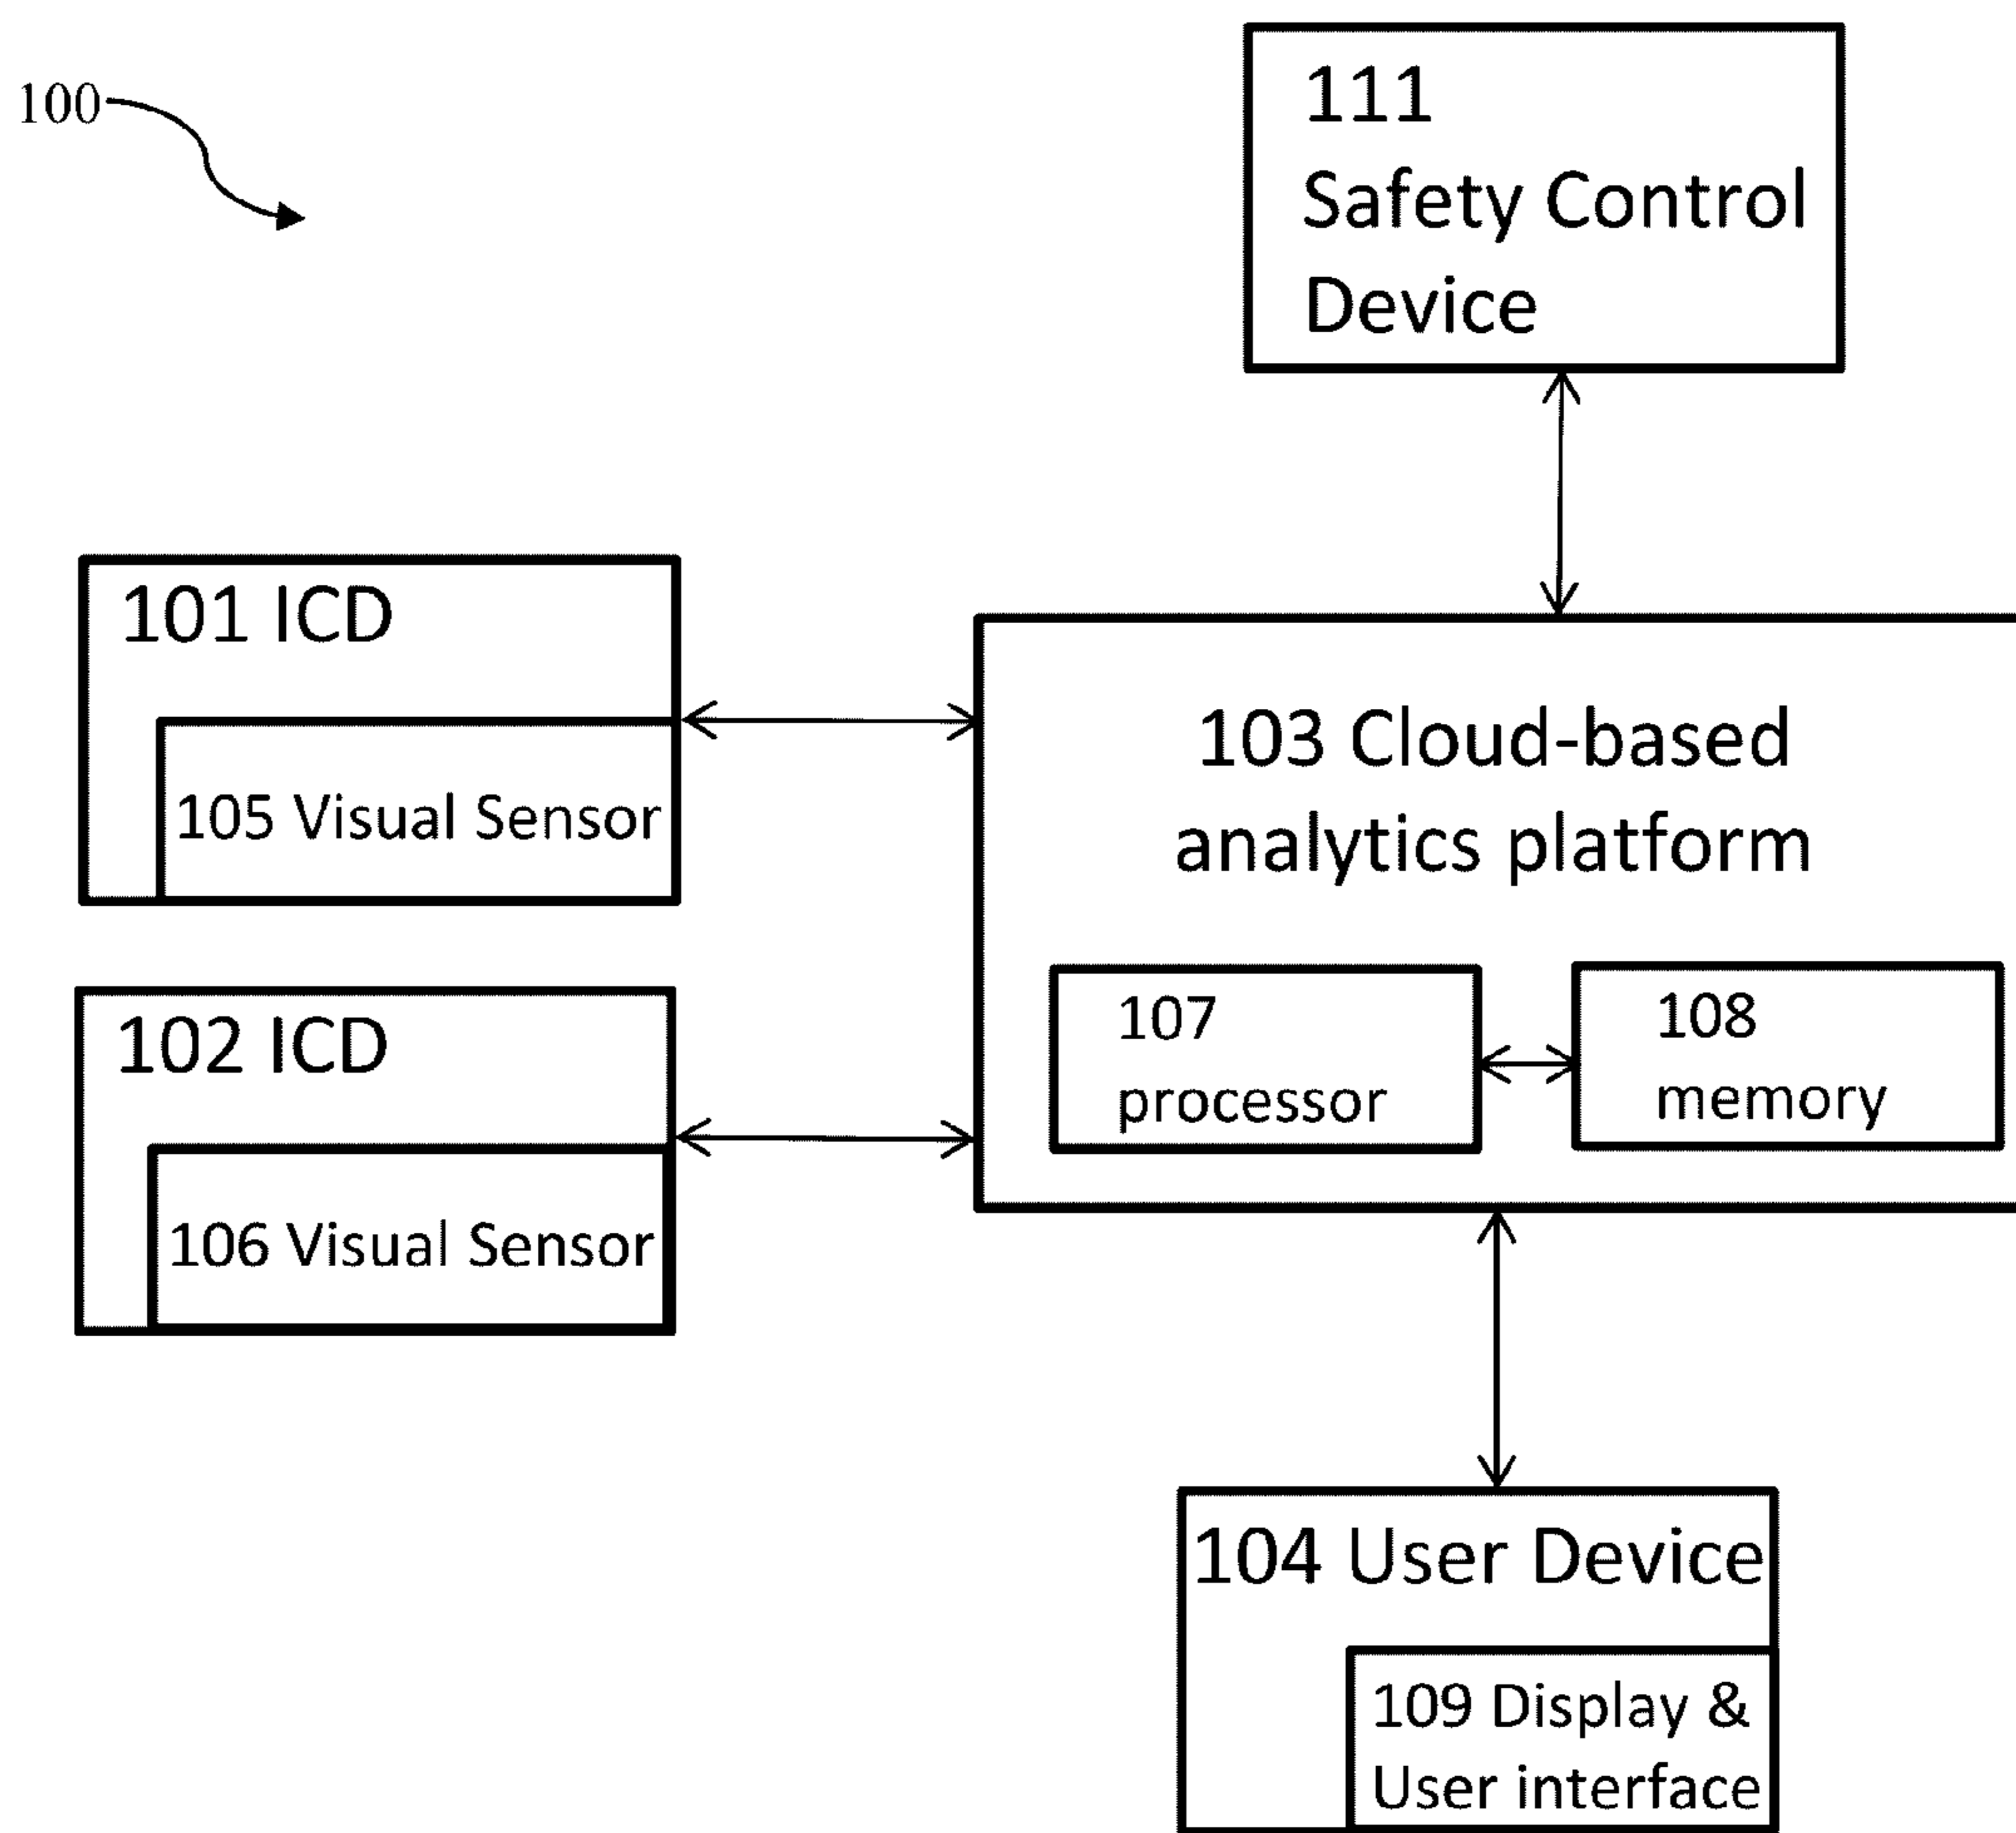 100
111
Safety Control
Device
101 ICD
105 Visual Sensor
103 Cloud-based
analytics platform
107
processor
108
memory
102 ICD
106 Visual Sensor
104 User Device
109 Display &
User interface